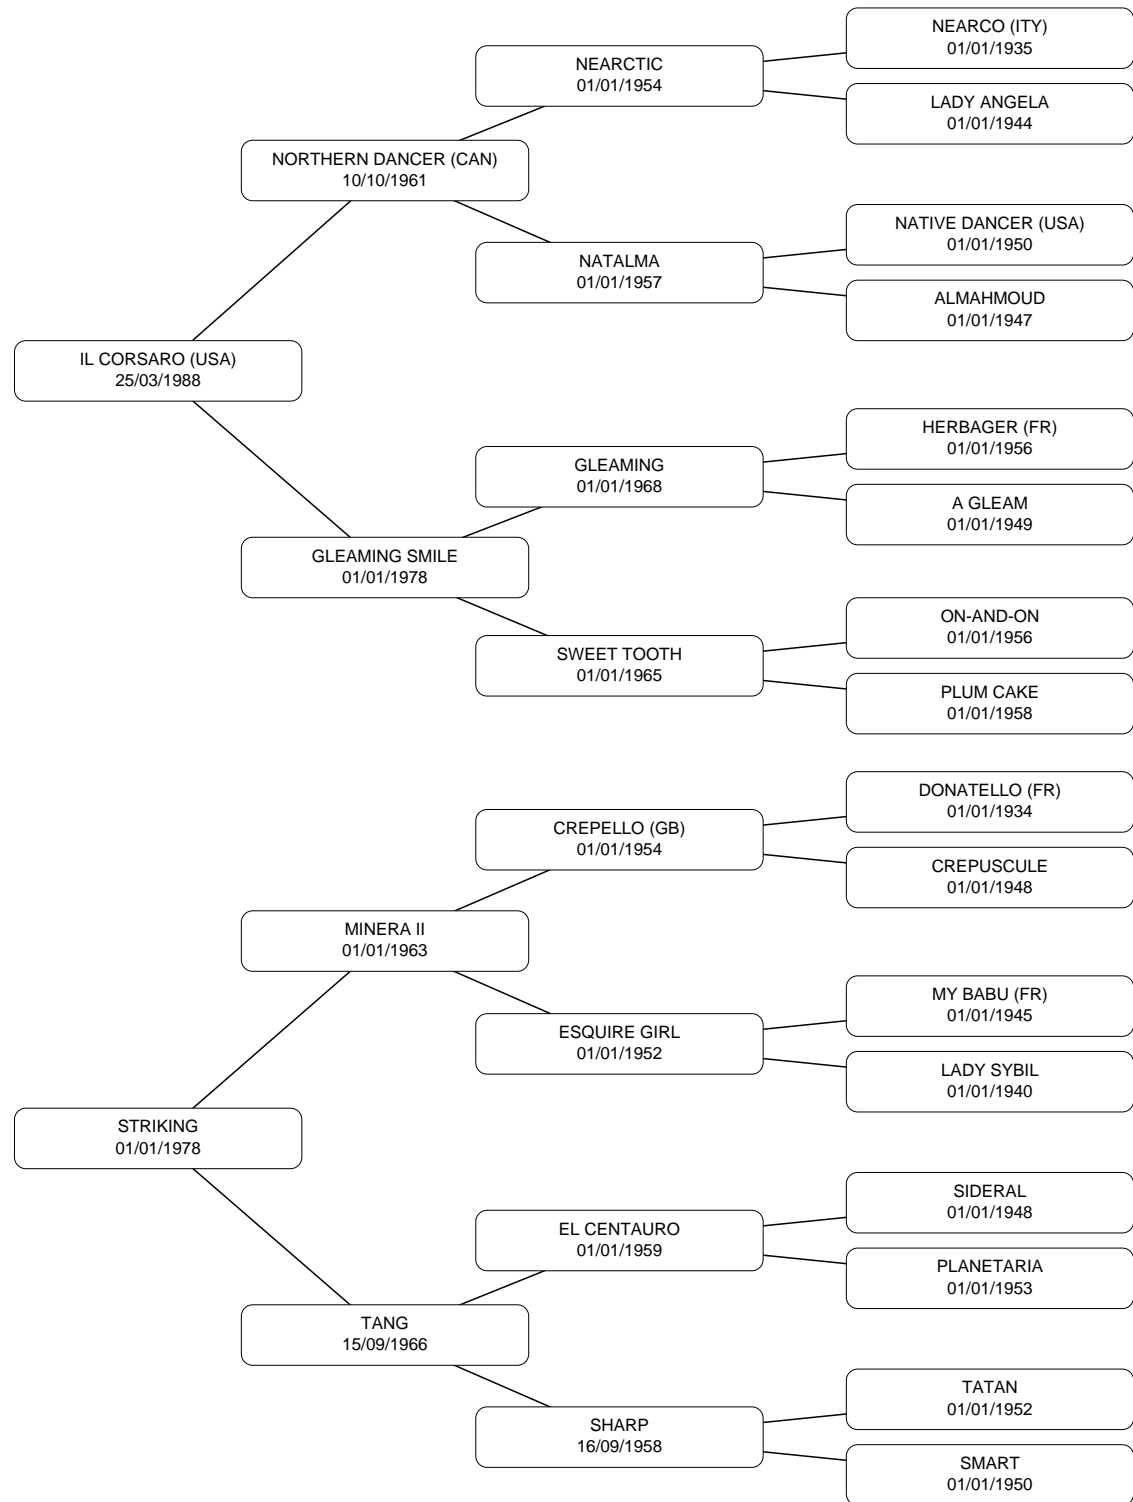 NEARCO (ITY)
01/01/1935
NEARCTIC
01/01/1954
LADY ANGELA
01/01/1944
NORTHERN DANCER (CAN)
10/10/1961
NATIVE DANCER (USA)
01/01/1950
NATALMA
01/01/1957
ALMAHMOUD
01/01/1947
IL CORSARO (USA)
25/03/1988
HERBAGER (FR)
01/01/1956
GLEAMING
01/01/1968
A GLEAM
01/01/1949
GLEAMING SMILE
01/01/1978
ON-AND-ON
01/01/1956
SWEET TOOTH
01/01/1965
PLUM CAKE
01/01/1958
DONATELLO (FR)
01/01/1934
CREPELLO (GB)
01/01/1954
CREPUSCULE
01/01/1948
MINERA II
01/01/1963
MY BABU (FR)
01/01/1945
ESQUIRE GIRL
01/01/1952
LADY SYBIL
01/01/1940
STRIKING
01/01/1978
SIDERAL
01/01/1948
EL CENTAURO
01/01/1959
PLANETARIA
01/01/1953
TANG
15/09/1966
TATAN
01/01/1952
SHARP
16/09/1958
SMART
01/01/1950